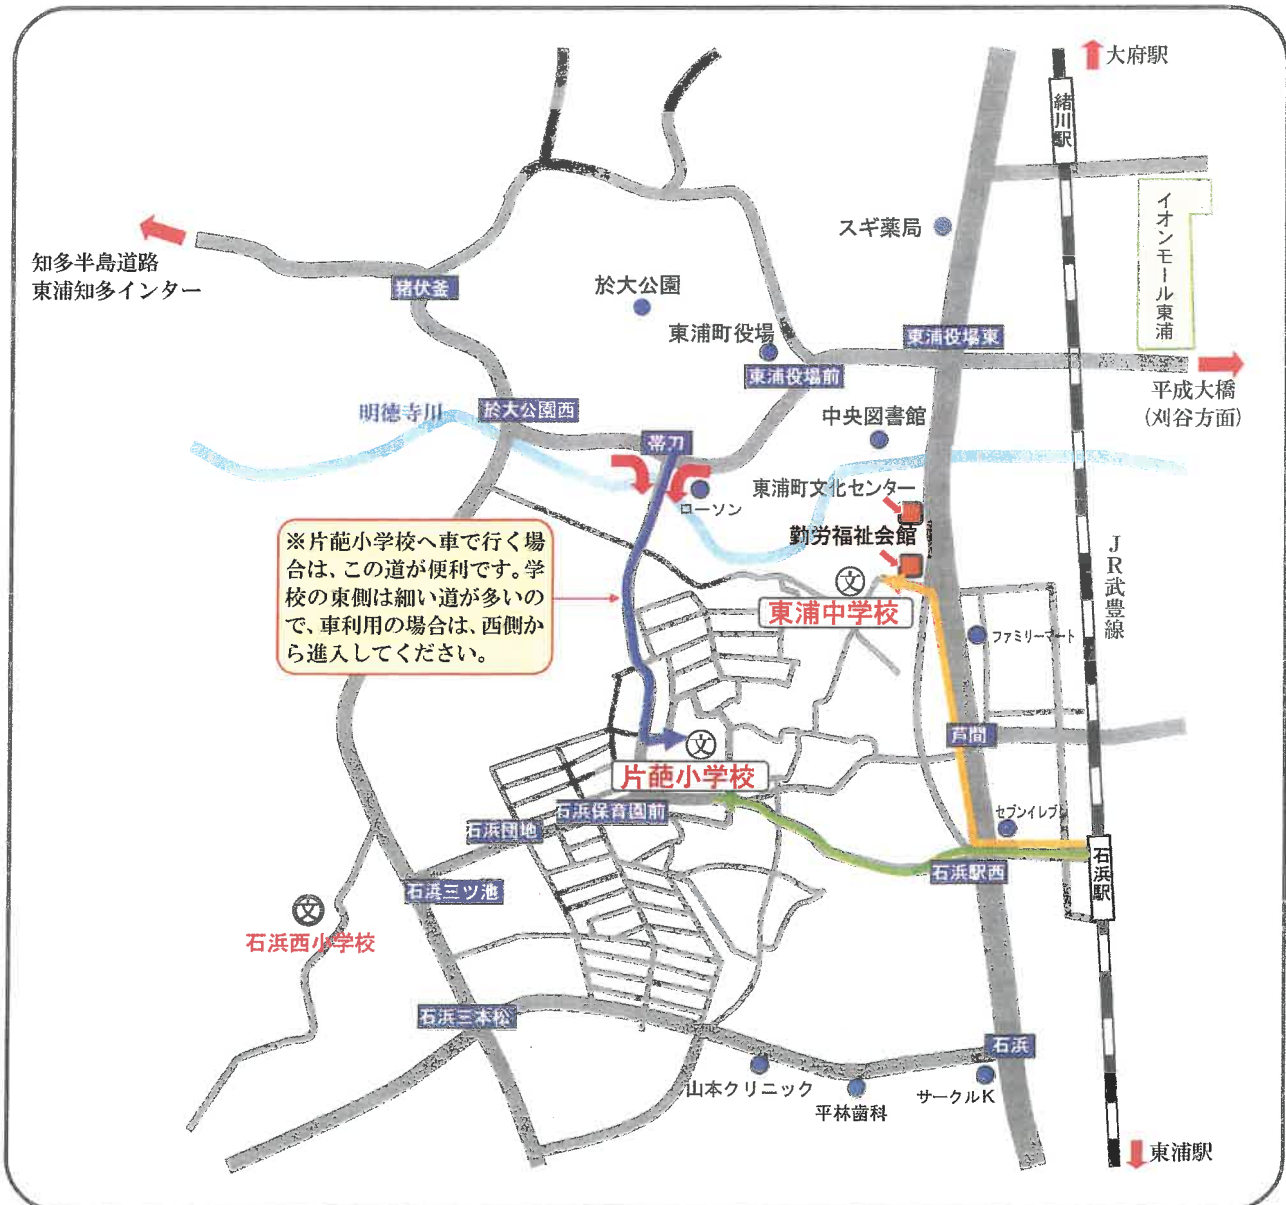 大府駅
緒川駅
イオンモール東浦
スギ薬局
知多半島道路
東浦知多インター
猪伏釜
於大公園
東浦町役場
東浦役場東
東浦役場前
平成大橋
(刈谷方面)
明徳寺川
於大公園西
中央図書館
帯刀
ローソン
東浦町文化センター
勤労福祉会館
※片葩小学校へ車で行く場
合は、この道が便利です。学
校の東側は細い道が多いの
で、車利用の場合は、西側か
ら進入してください。
JR武豊線
文
東浦中学校
ファミリーマート
芦間
文
片葩小学校
石浜保育園前
石浜団地
セブンイレブン
石浜駅西
石浜駅
石浜三ツ池
文
石浜西小学校
石浜三本松
石浜
山本クリニック
平林歯科
サークルK
東浦駅